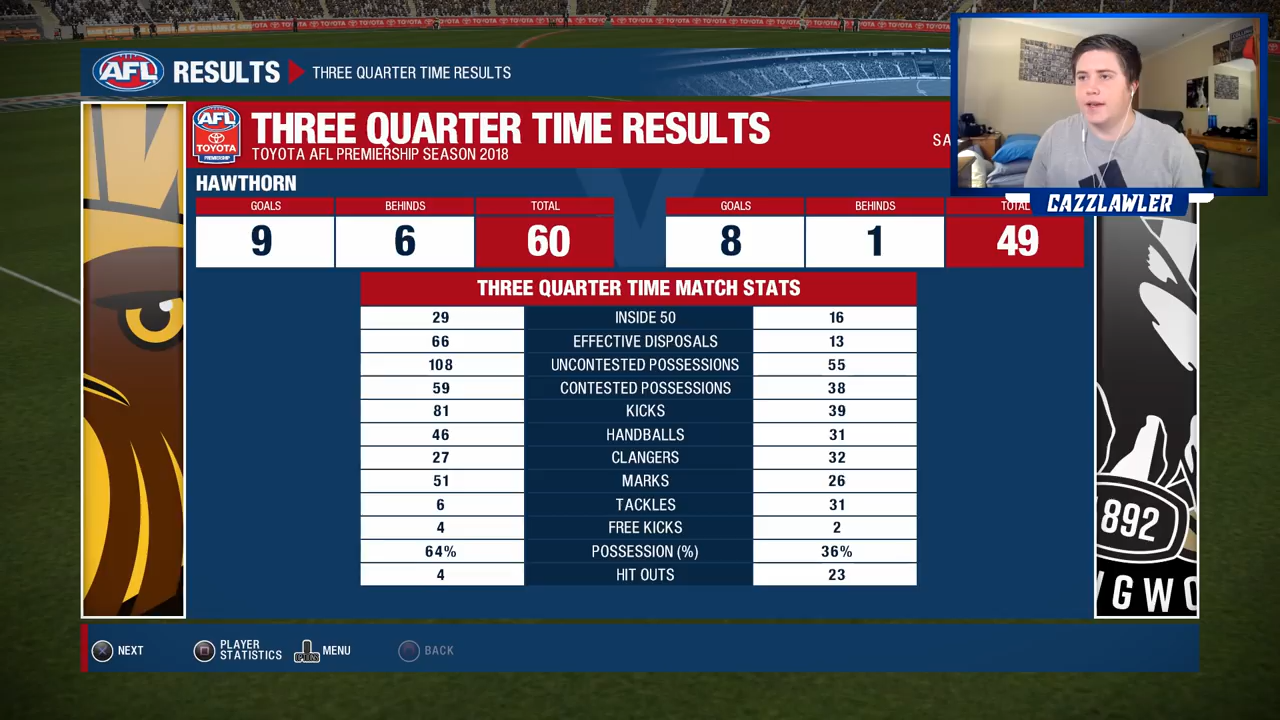 AFL RESULTS THREE QUARTER TIME RESULTS
AFL
TOYOTA
PREMIERSHIP
THREE QUARTER TIME RESULTS
TOYOTA AFL PREMIERSHIP SEASON 2018
SA
CAZZLAWLER
HAWTHORN
GOALS BEHINDS TOTAL GOALS BEHINDS TOTAL
9 6 60 8 1 49
THREE QUARTER TIME MATCH STATS
29 INSIDE 50 16
66 EFFECTIVE DISPOSALS 13
108 UNCONTESTED POSSESSIONS 55
59 CONTESTED POSSESSIONS 38
81 KICKS 39
46 HANDBALLS 31
27 CLANGERS 32
51 MARKS 26
6 TACKLES 31
4 FREE KICKS 2
64% POSSESSION (%) 36%
4 HIT OUTS 23
892
NGWO
NEXT PLAYER STATISTICS OPTIONS MENU BACK